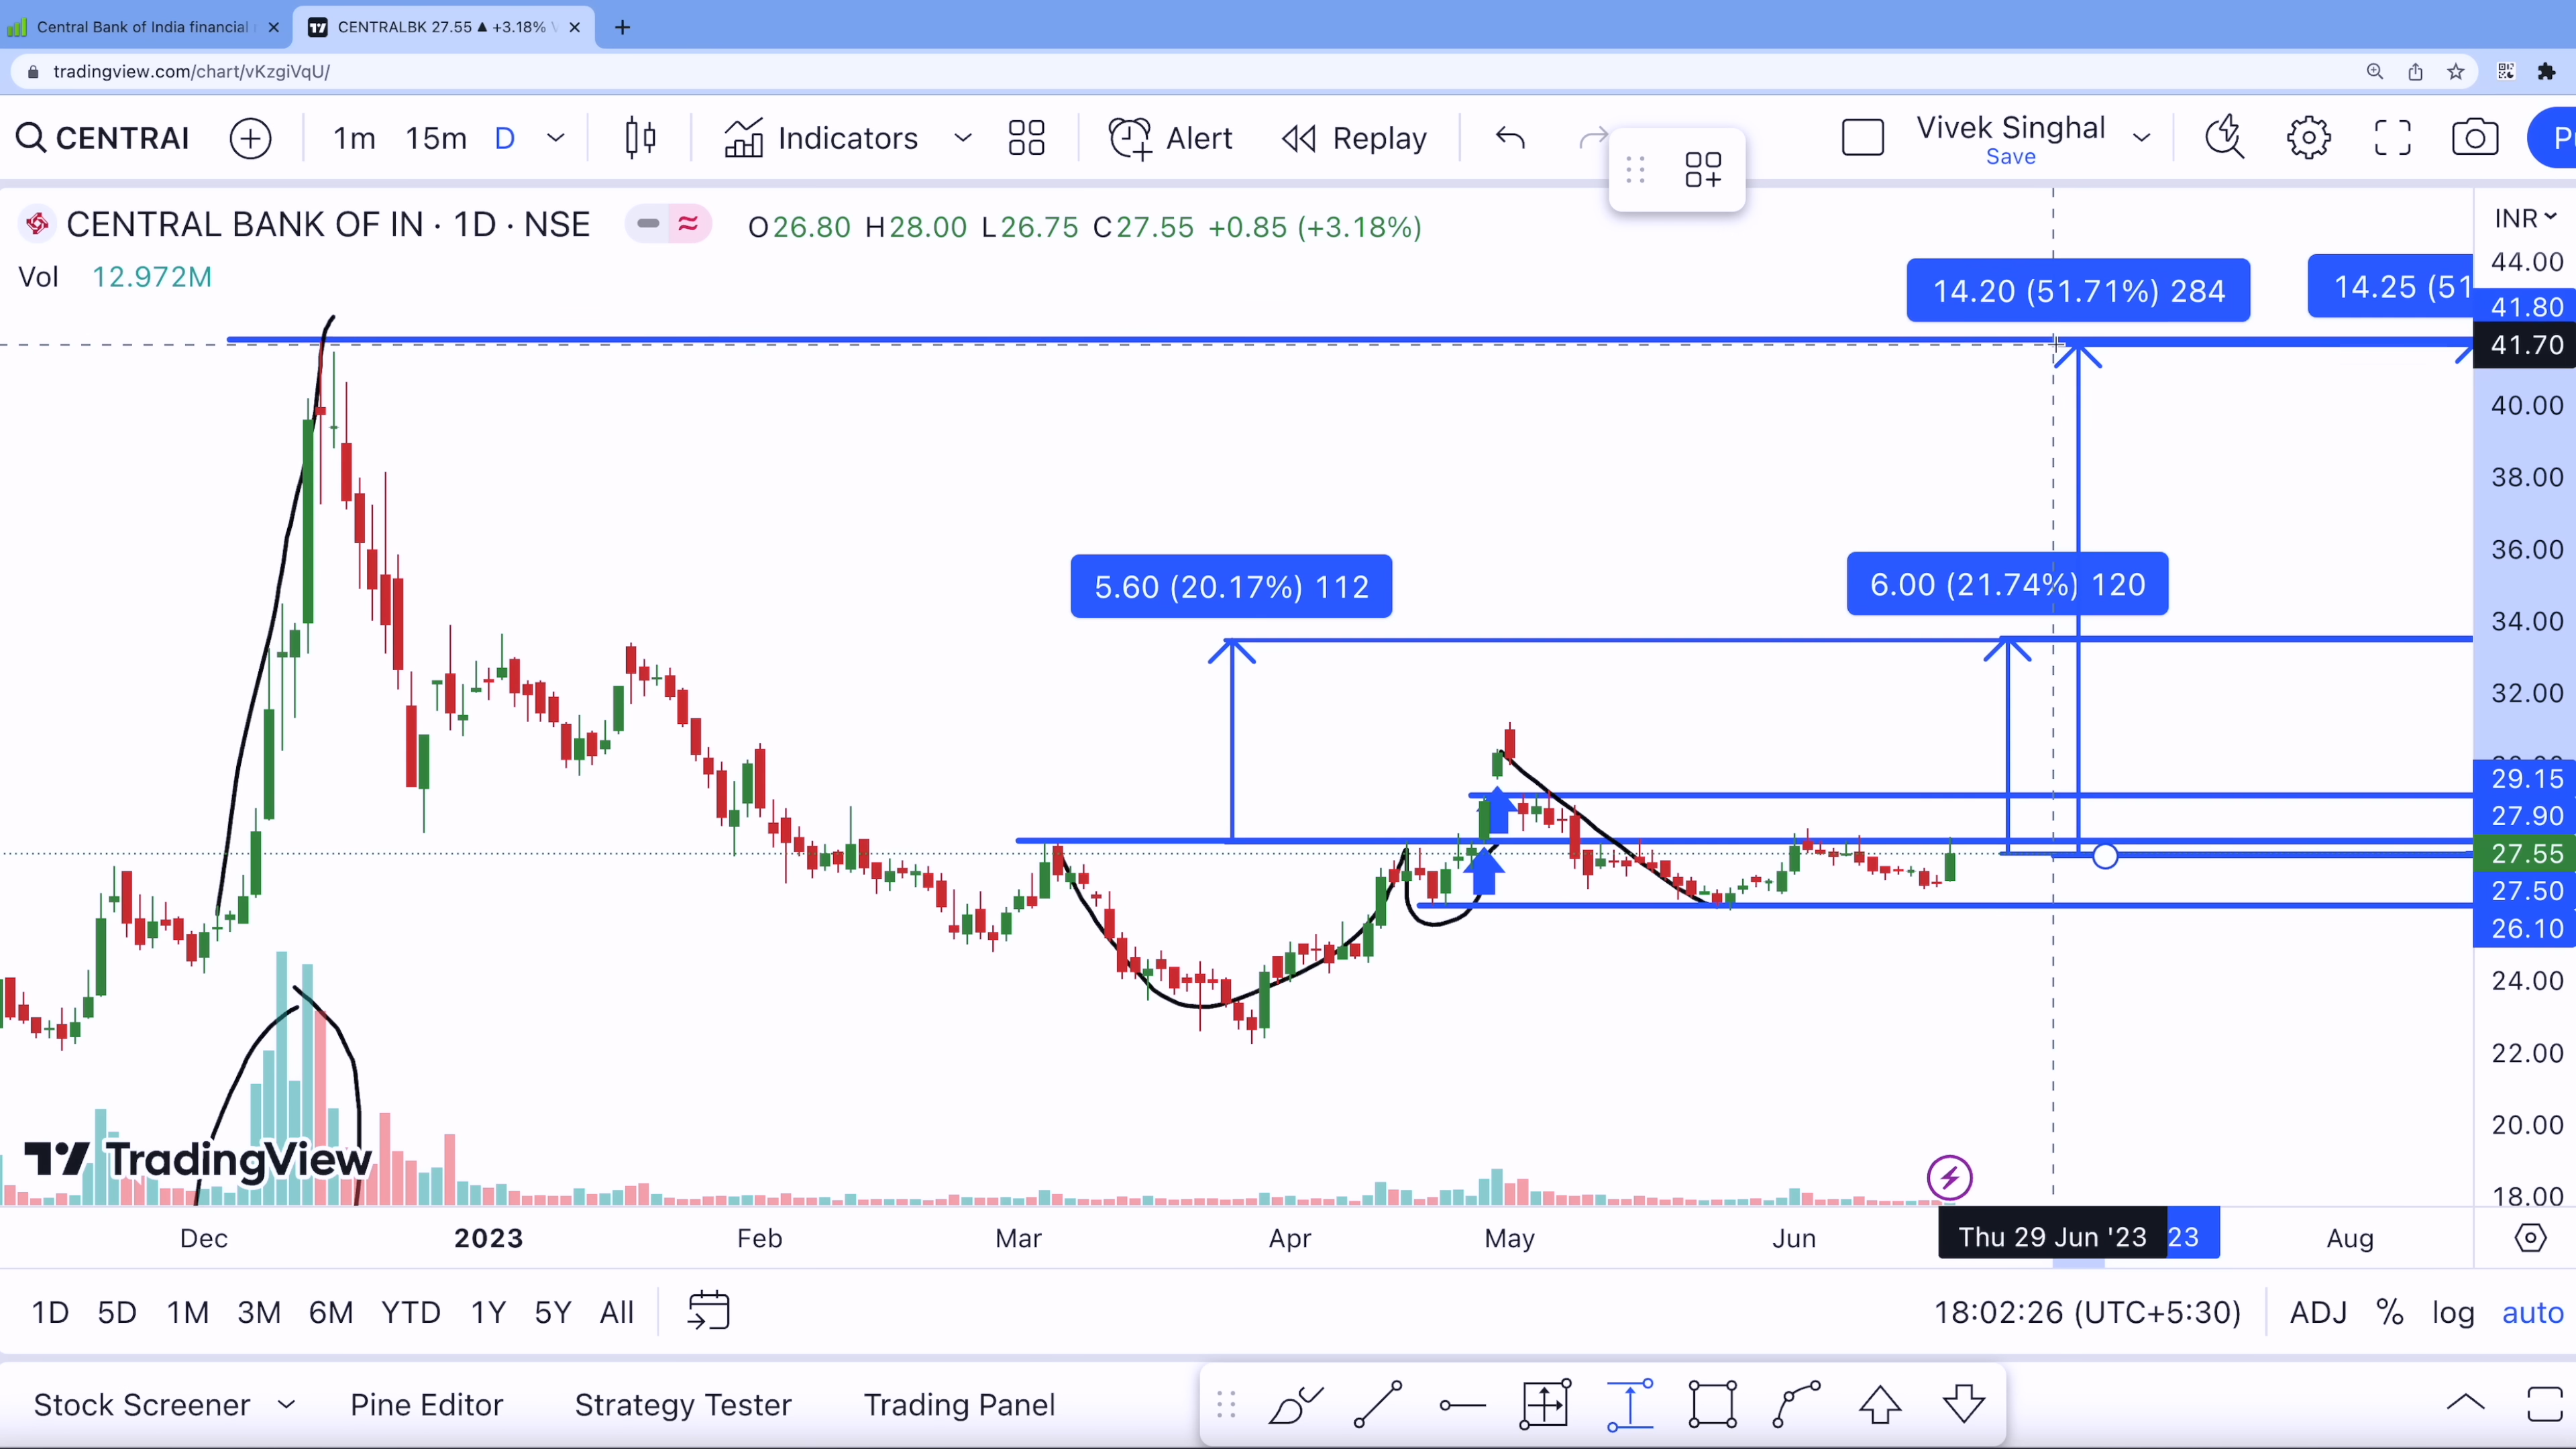 Central Bank of India financial
CENTRALBK 27.55 ▲ +3.18%
tradingview.com/chart/vKzgiVqU/
CENTRAI
1m 15m D Indicators Alert Replay
Vivek Singhal
Save
CENTRAL BANK OF IN · 1D · NSE O26.80 H28.00 L26.75 C27.55 +0.85 (+3.18%)
INR
Vol 12.972M
44.00
14.20 (51.71%) 284
14.25 (51
41.80
41.70
40.00
38.00
36.00
5.60 (20.17%) 112
6.00 (21.74%) 120
34.00
32.00
29.15
27.90
27.55
27.50
26.10
24.00
22.00
20.00
TradingView
18.00
Dec 2023 Feb Mar Apr May Jun Thu 29 Jun '23 23 Aug
1D 5D 1M 3M 6M YTD 1Y 5Y All 18:02:26 (UTC+5:30) ADJ % log auto
Stock Screener Pine Editor Strategy Tester Trading Panel